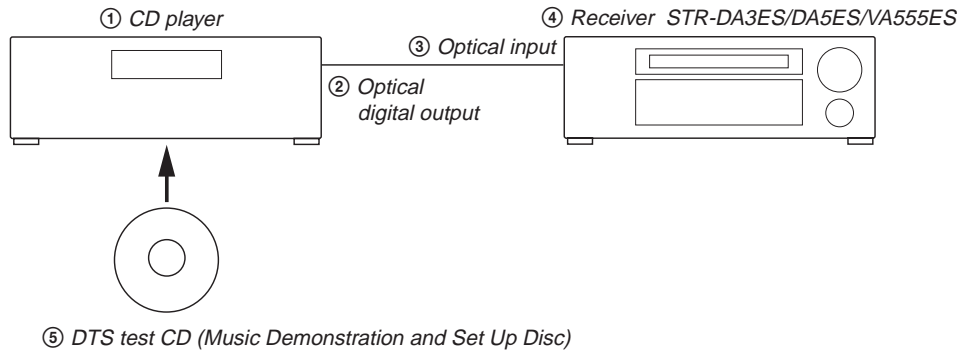 ① CD player
④ Receiver STR-DA3ES/DA5ES/VA555ES
③ Optical input
② Optical
digital output
⑤ DTS test CD (Music Demonstration and Set Up Disc)